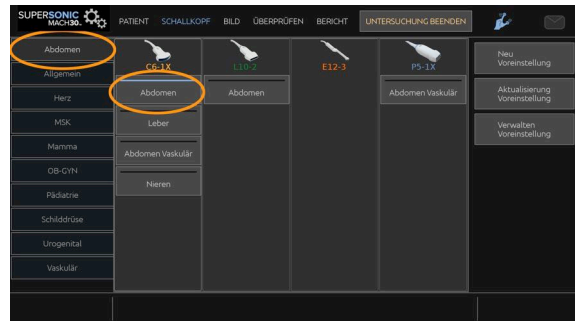 SUPERSONIC
MACH30.
PATIENT SCHALLKOPF BILD ÜBERPRÜFEN BERICHT UNTERSUCHUNG BEENDEN
Abdomen
Allgemein
Herz
MSK
Mamma
OB-GYN
Pädiatrie
Schilddrüse
Urogenital
Vaskulär
C6-1X
Abdomen
Leber
Abdomen Vaskulär
Nieren
L10-2
Abdomen
E12-3
P5-1X
Abdomen Vaskulär
Neu
Voreinstellung
Aktualisierung
Voreinstellung
Verwalten
Voreinstellung